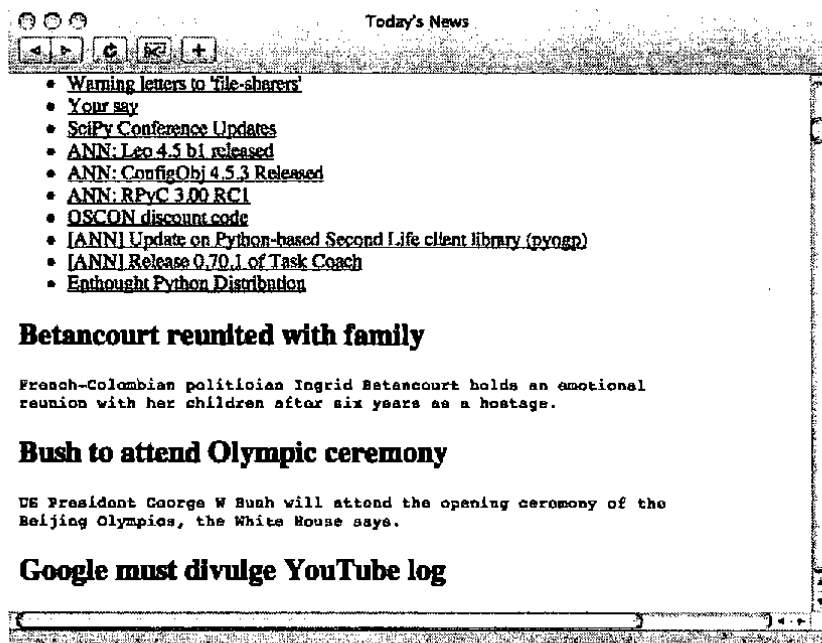 Today's News
Warning letters to 'file-sharers'
Your say
SciPy Conference Updates
ANN: Leo 4.5 b1 released
ANN: ConfigObj 4.5.3 Released
ANN: RPyC 3.00 RC1
OSCON discount code
[ANN] Update on Python-based Second Life client library (pyogp)
[ANN] Release 0.70.1 of Task Coach
Enthought Python Distribution
Betancourt reunited with family
French-Colombian politician Ingrid Betancourt holds an emotional
reunion with her children after six years as a hostage.
Bush to attend Olympic ceremony
US President George W Bush will attend the opening ceremony of the
Beijing Olympics, the White House says.
Google must divulge YouTube log